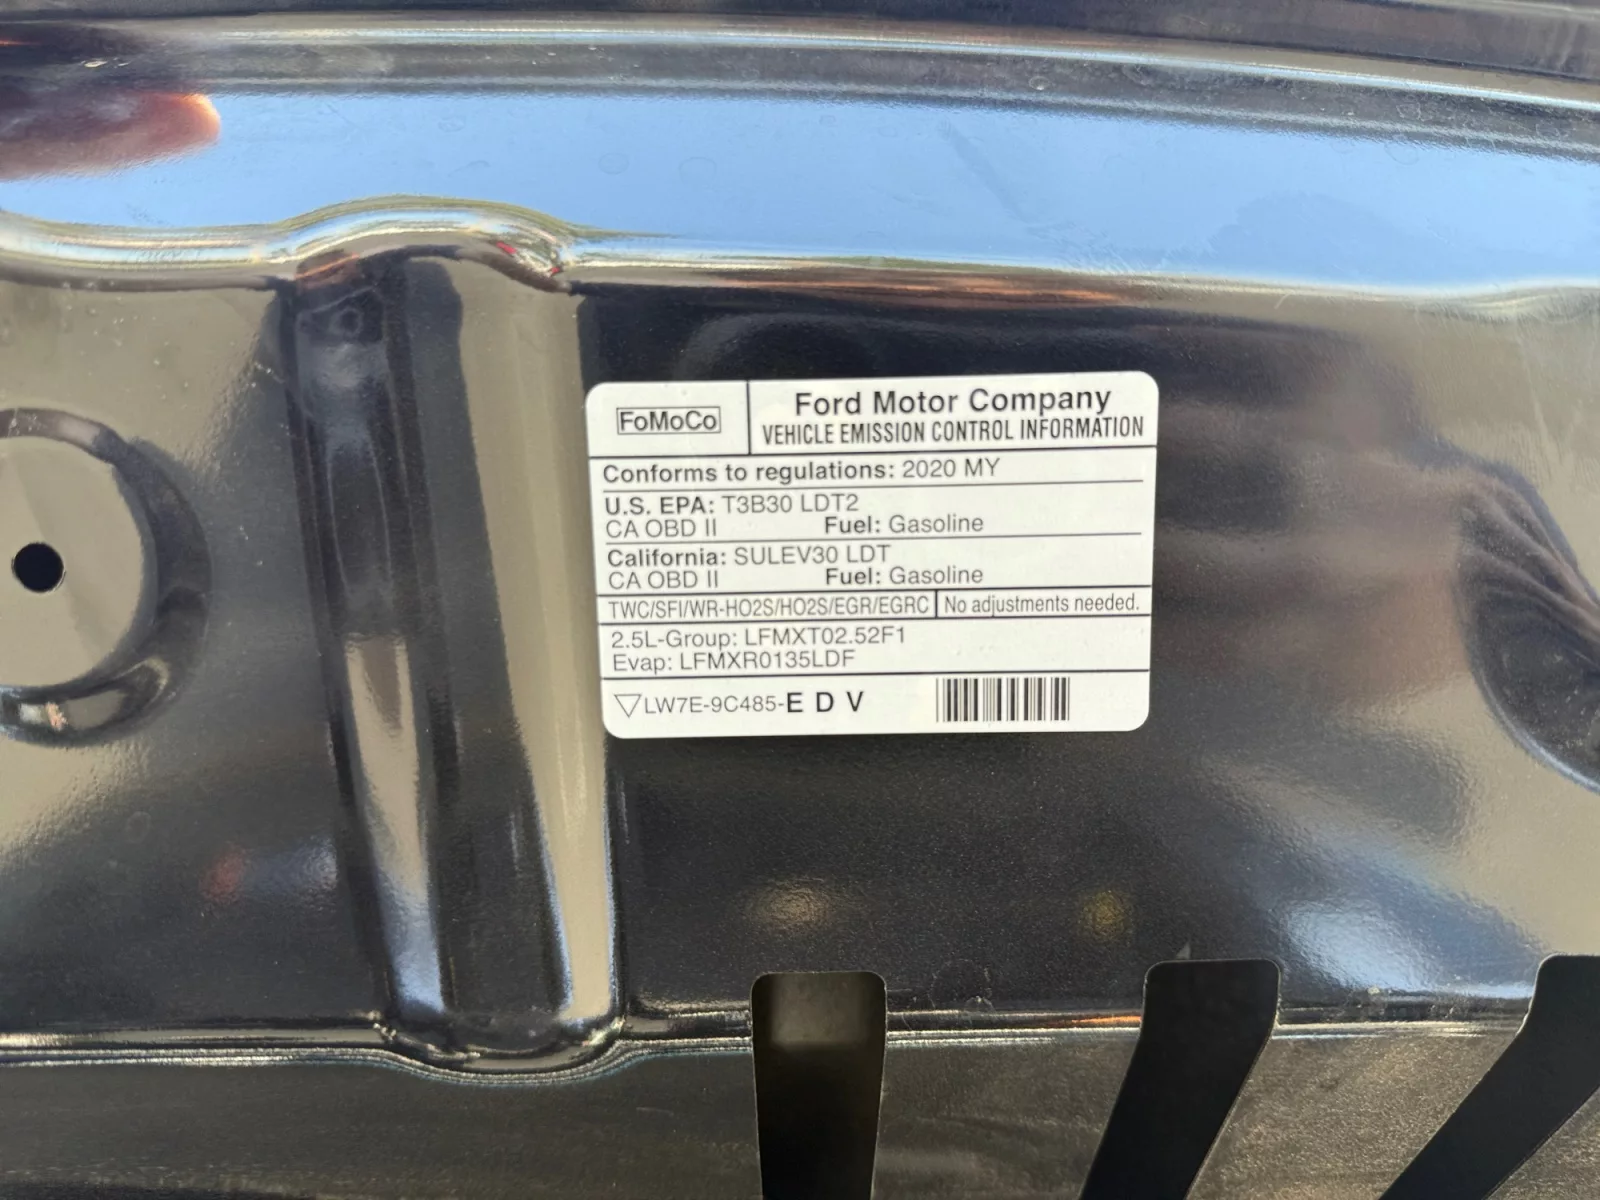 FoMoCo
Ford Motor Company
VEHICLE EMISSION CONTROL INFORMATION
Conforms to regulations: 2020 MY
U.S. EPA: T3B30 LDT2
CA OBD II Fuel: Gasoline
California: SULEV30 LDT
CA OBD II Fuel: Gasoline
TWC/SFI/WR-HO2S/HO2S/EGR/EGRC No adjustments needed.
2.5L-Group: LFMXT02.52F1
Evap: LFMXR0135LDF
▽LW7E-9C485-E D V